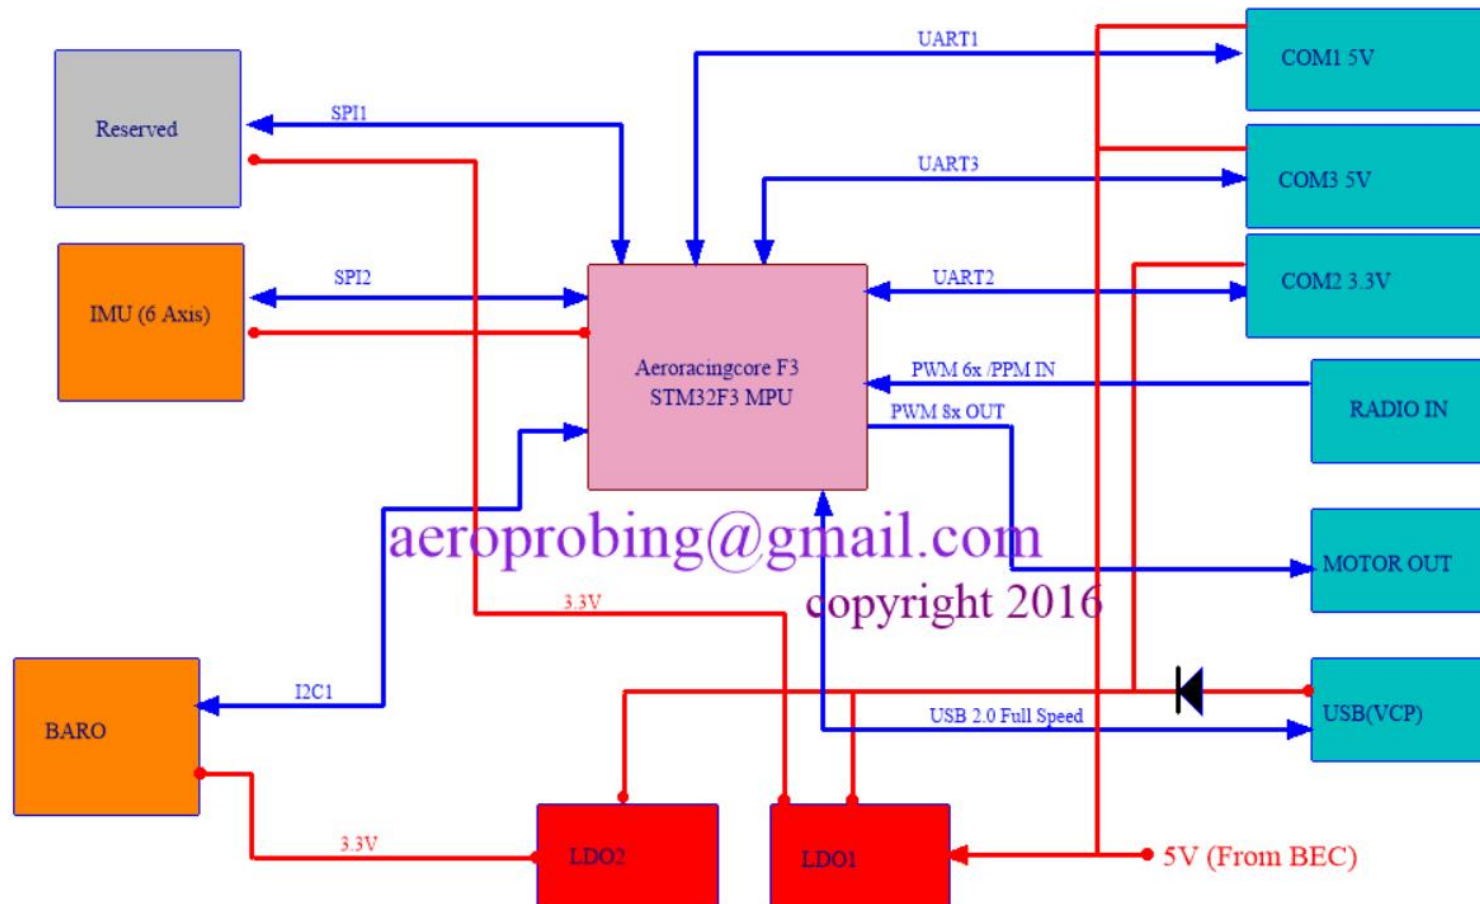 UART1
COM1 5V
SPI1
Reserved
UART3
COM3 5V
SPI2
UART2
COM2 3.3V
IMU (6 Axis)
Aeroracingcore F3
STM32F3 MPU
PWM 6x /PPM IN
PWM 8x OUT
RADIO IN
aeroprobing@gmail.com
MOTOR OUT
3.3V
copyright 2016
I2C1
BARO
USB 2.0 Full Speed
USB(VCP)
3.3V
LDO2
LDO1
5V (From BEC)